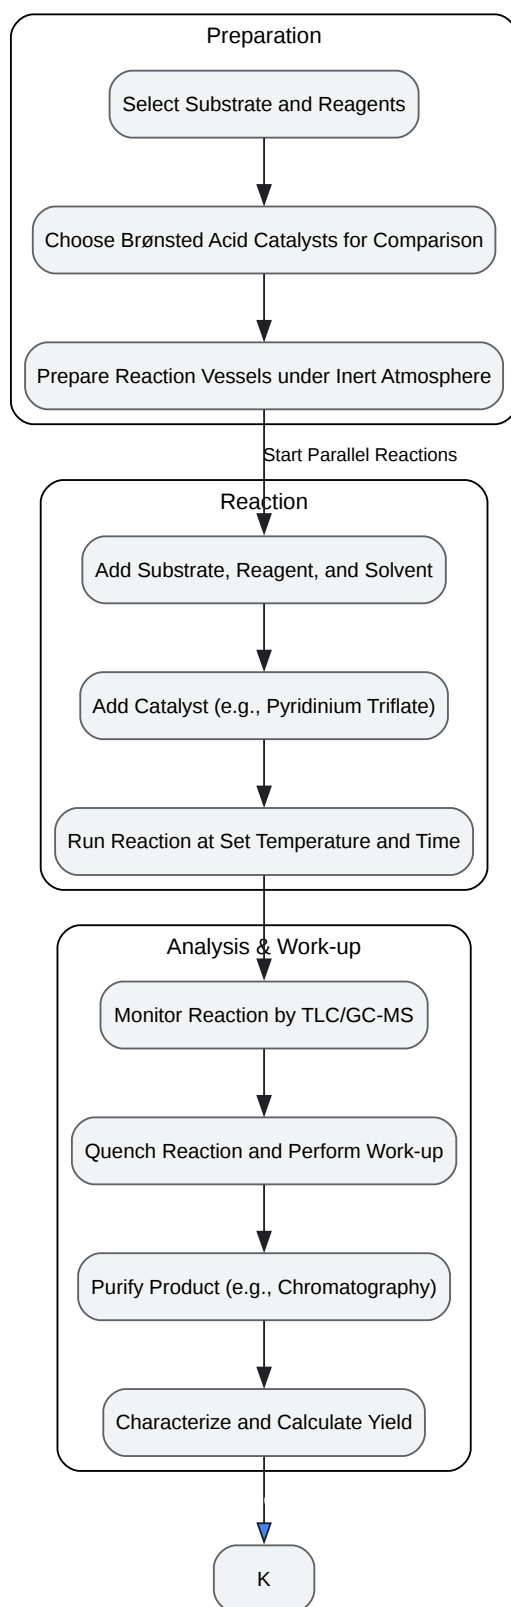 Preparation
Select Substrate and Reagents
Choose Brønsted Acid Catalysts for Comparison
Prepare Reaction Vessels under Inert Atmosphere
Start Parallel Reactions
Reaction
Add Substrate, Reagent, and Solvent
Add Catalyst (e.g., Pyridinium Triflate)
Run Reaction at Set Temperature and Time
Analysis & Work-up
Monitor Reaction by TLC/GC-MS
Quench Reaction and Perform Work-up
Purify Product (e.g., Chromatography)
Characterize and Calculate Yield
K